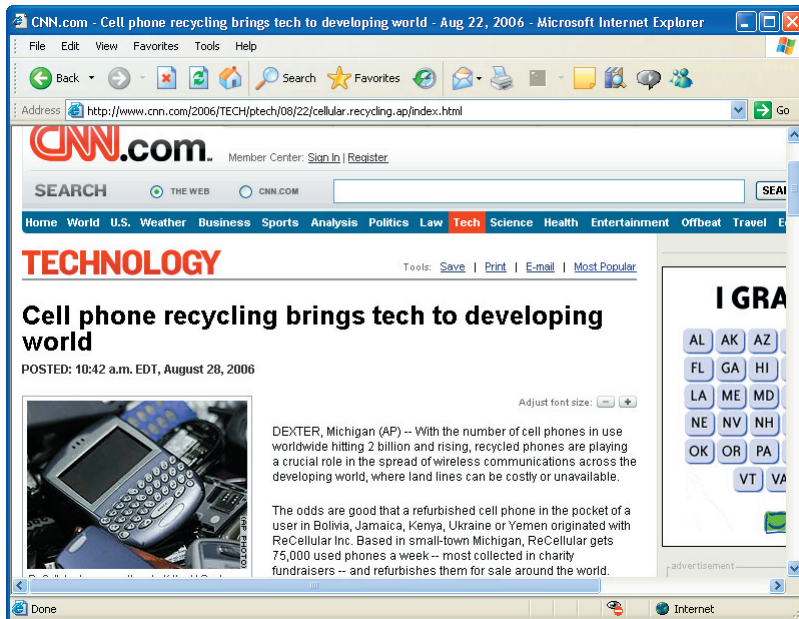 CNN.com - Cell phone recycling brings tech to developing world - Aug 22, 2006 - Microsoft Internet Explorer
File Edit View Favorites Tools Help
Back Search Favorites
Address http://www.cnn.com/2006/TECH/ptech/08/22/cellular.recycling.ap/index.html Go
CNN.com. Member Center: Sign In | Register
SEARCH THE WEB CNN.COM SEA
Home World U.S. Weather Business Sports Analysis Politics Law Tech Science Health Entertainment Offbeat Travel E
TECHNOLOGY Tools: Save | Print | E-mail | Most Popular
Cell phone recycling brings tech to developing
world
POSTED: 10:42 a.m. EDT, August 28, 2006
Adjust font size: - +
DEXTER, Michigan (AP) -- With the number of cell phones in use
worldwide hitting 2 billion and rising, recycled phones are playing
a crucial role in the spread of wireless communications across the
developing world, where land lines can be costly or unavailable.
The odds are good that a refurbished cell phone in the pocket of a
user in Bolivia, Jamaica, Kenya, Ukraine or Yemen originated with
ReCellular Inc. Based in small-town Michigan, ReCellular gets
75,000 used phones a week -- most collected in charity
fundraisers -- and refurbishes them for sale around the world.
(AP PHOTO)
I GRA
AL AK AZ
FL GA HI
LA ME MD
NE NV NH
OK OR PA
VT VA
advertisement
Done Internet